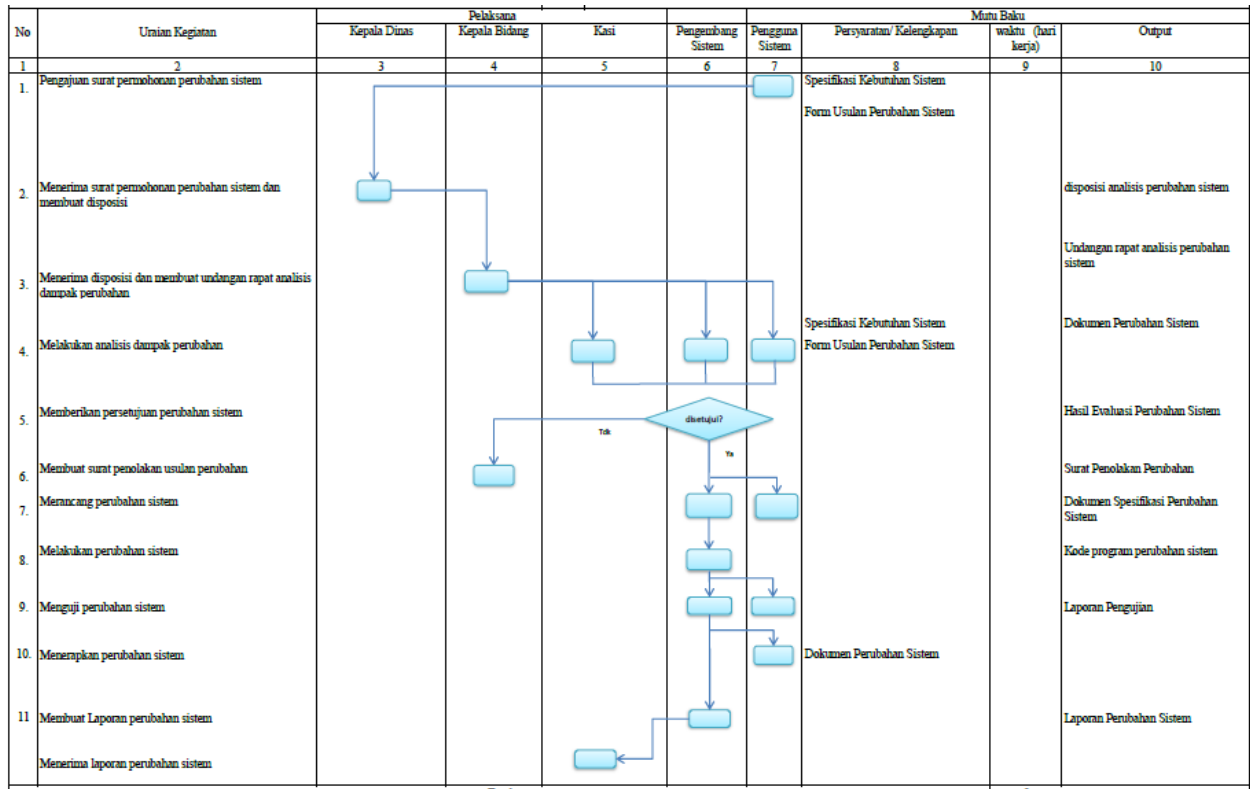 Pelaksana
Mutu Baku
No
Uraian Kegiatan
Kepala Dinas
Kepala Bidang
Kasi
Pengembang
Sistem
Pengguna
Sistem
Persyaratan/ Kelengkapan
waktu (hari
kerja)
Output
1
2
3
4
5
6
7
8
9
10
1.
Pengajuan surat permohonan perubahan sistem
Spesifikasi Kebutuhan Sistem
Form Usulan Perubahan Sistem
2.
Menerima surat permohonan perubahan sistem dan
membuat disposisi
disposisi analisis perubahan sistem
3.
Menerima disposisi dan membuat undangan rapat analisis
dampak perubahan
Undangan rapat analisis perubahan
sistem
4.
Melakukan analisis dampak perubahan
Spesifikasi Kebutuhan Sistem
Form Usulan Perubahan Sistem
Dokumen Perubahan Sistem
5.
Memberikan persetujuan perubahan sistem
disetujui?
Tdk
Ya
Hasil Evaluasi Perubahan Sistem
6.
Membuat surat penolakan usulan perubahan
Surat Penolakan Perubahan
7.
Merancang perubahan sistem
Dokumen Spesifikasi Perubahan
Sistem
8.
Melakukan perubahan sistem
Kode program perubahan sistem
9.
Menguji perubahan sistem
Laporan Pengujian
10.
Menerapkan perubahan sistem
Dokumen Perubahan Sistem
11
Membuat Laporan perubahan sistem
Laporan Perubahan Sistem
Menerima laporan perubahan sistem